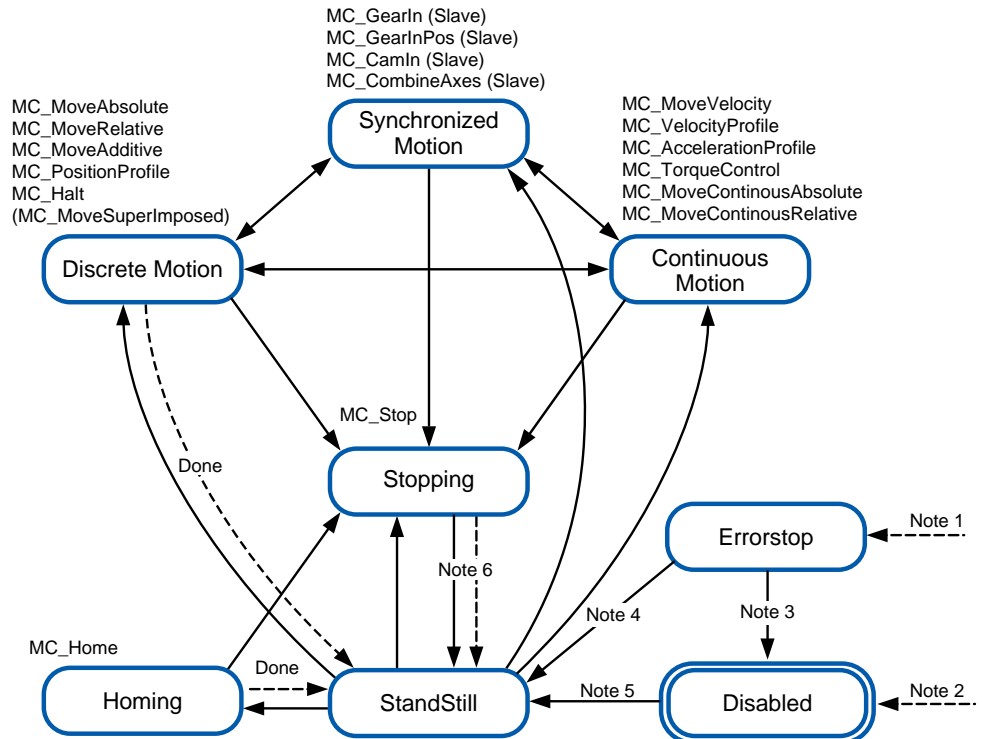 MC_GearIn (Slave)
MC_GearInPos (Slave)
MC_CamIn (Slave)
MC_CombineAxes (Slave)
MC_MoveAbsolute
MC_MoveRelative
MC_MoveAdditive
MC_PositionProfile
MC_Halt
(MC_MoveSuperImposed)
Synchronized
Motion
MC_MoveVelocity
MC_VelocityProfile
MC_AccelerationProfile
MC_TorqueControl
MC_MoveContinousAbsolute
MC_MoveContinousRelative
Discrete Motion
Continuous
Motion
MC_Stop
Done
Stopping
Note 6
Errorstop
Note 1
Note 4
Note 3
MC_Home
Homing
Done
StandStill
Note 5
Disabled
Note 2